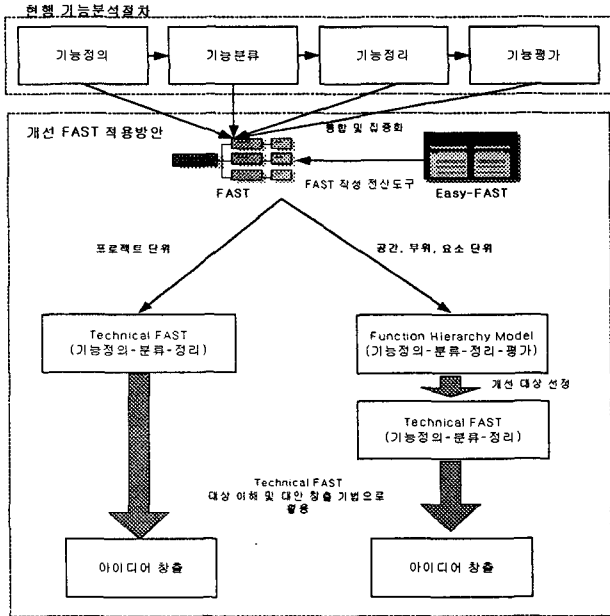 현행 기능분석절차
기능정의
기능분류
기능정리
기능평가
개선 FAST 적용방안
통합 및 집중화
FAST 작성 전산도구
FAST
Easy-FAST
프로젝트 단위
공간, 부위, 요소 단위
Technical FAST
(기능정의-분류-정리)
Function Hierarchy Model
(기능정의-분류-정리-평가)
개선 대상 선정
Technical FAST
(기능정의-분류-정리)
Technical FAST
대상 이해 및 대안 창출 기법으로
활용
아이디어 창출
아이디어 창출